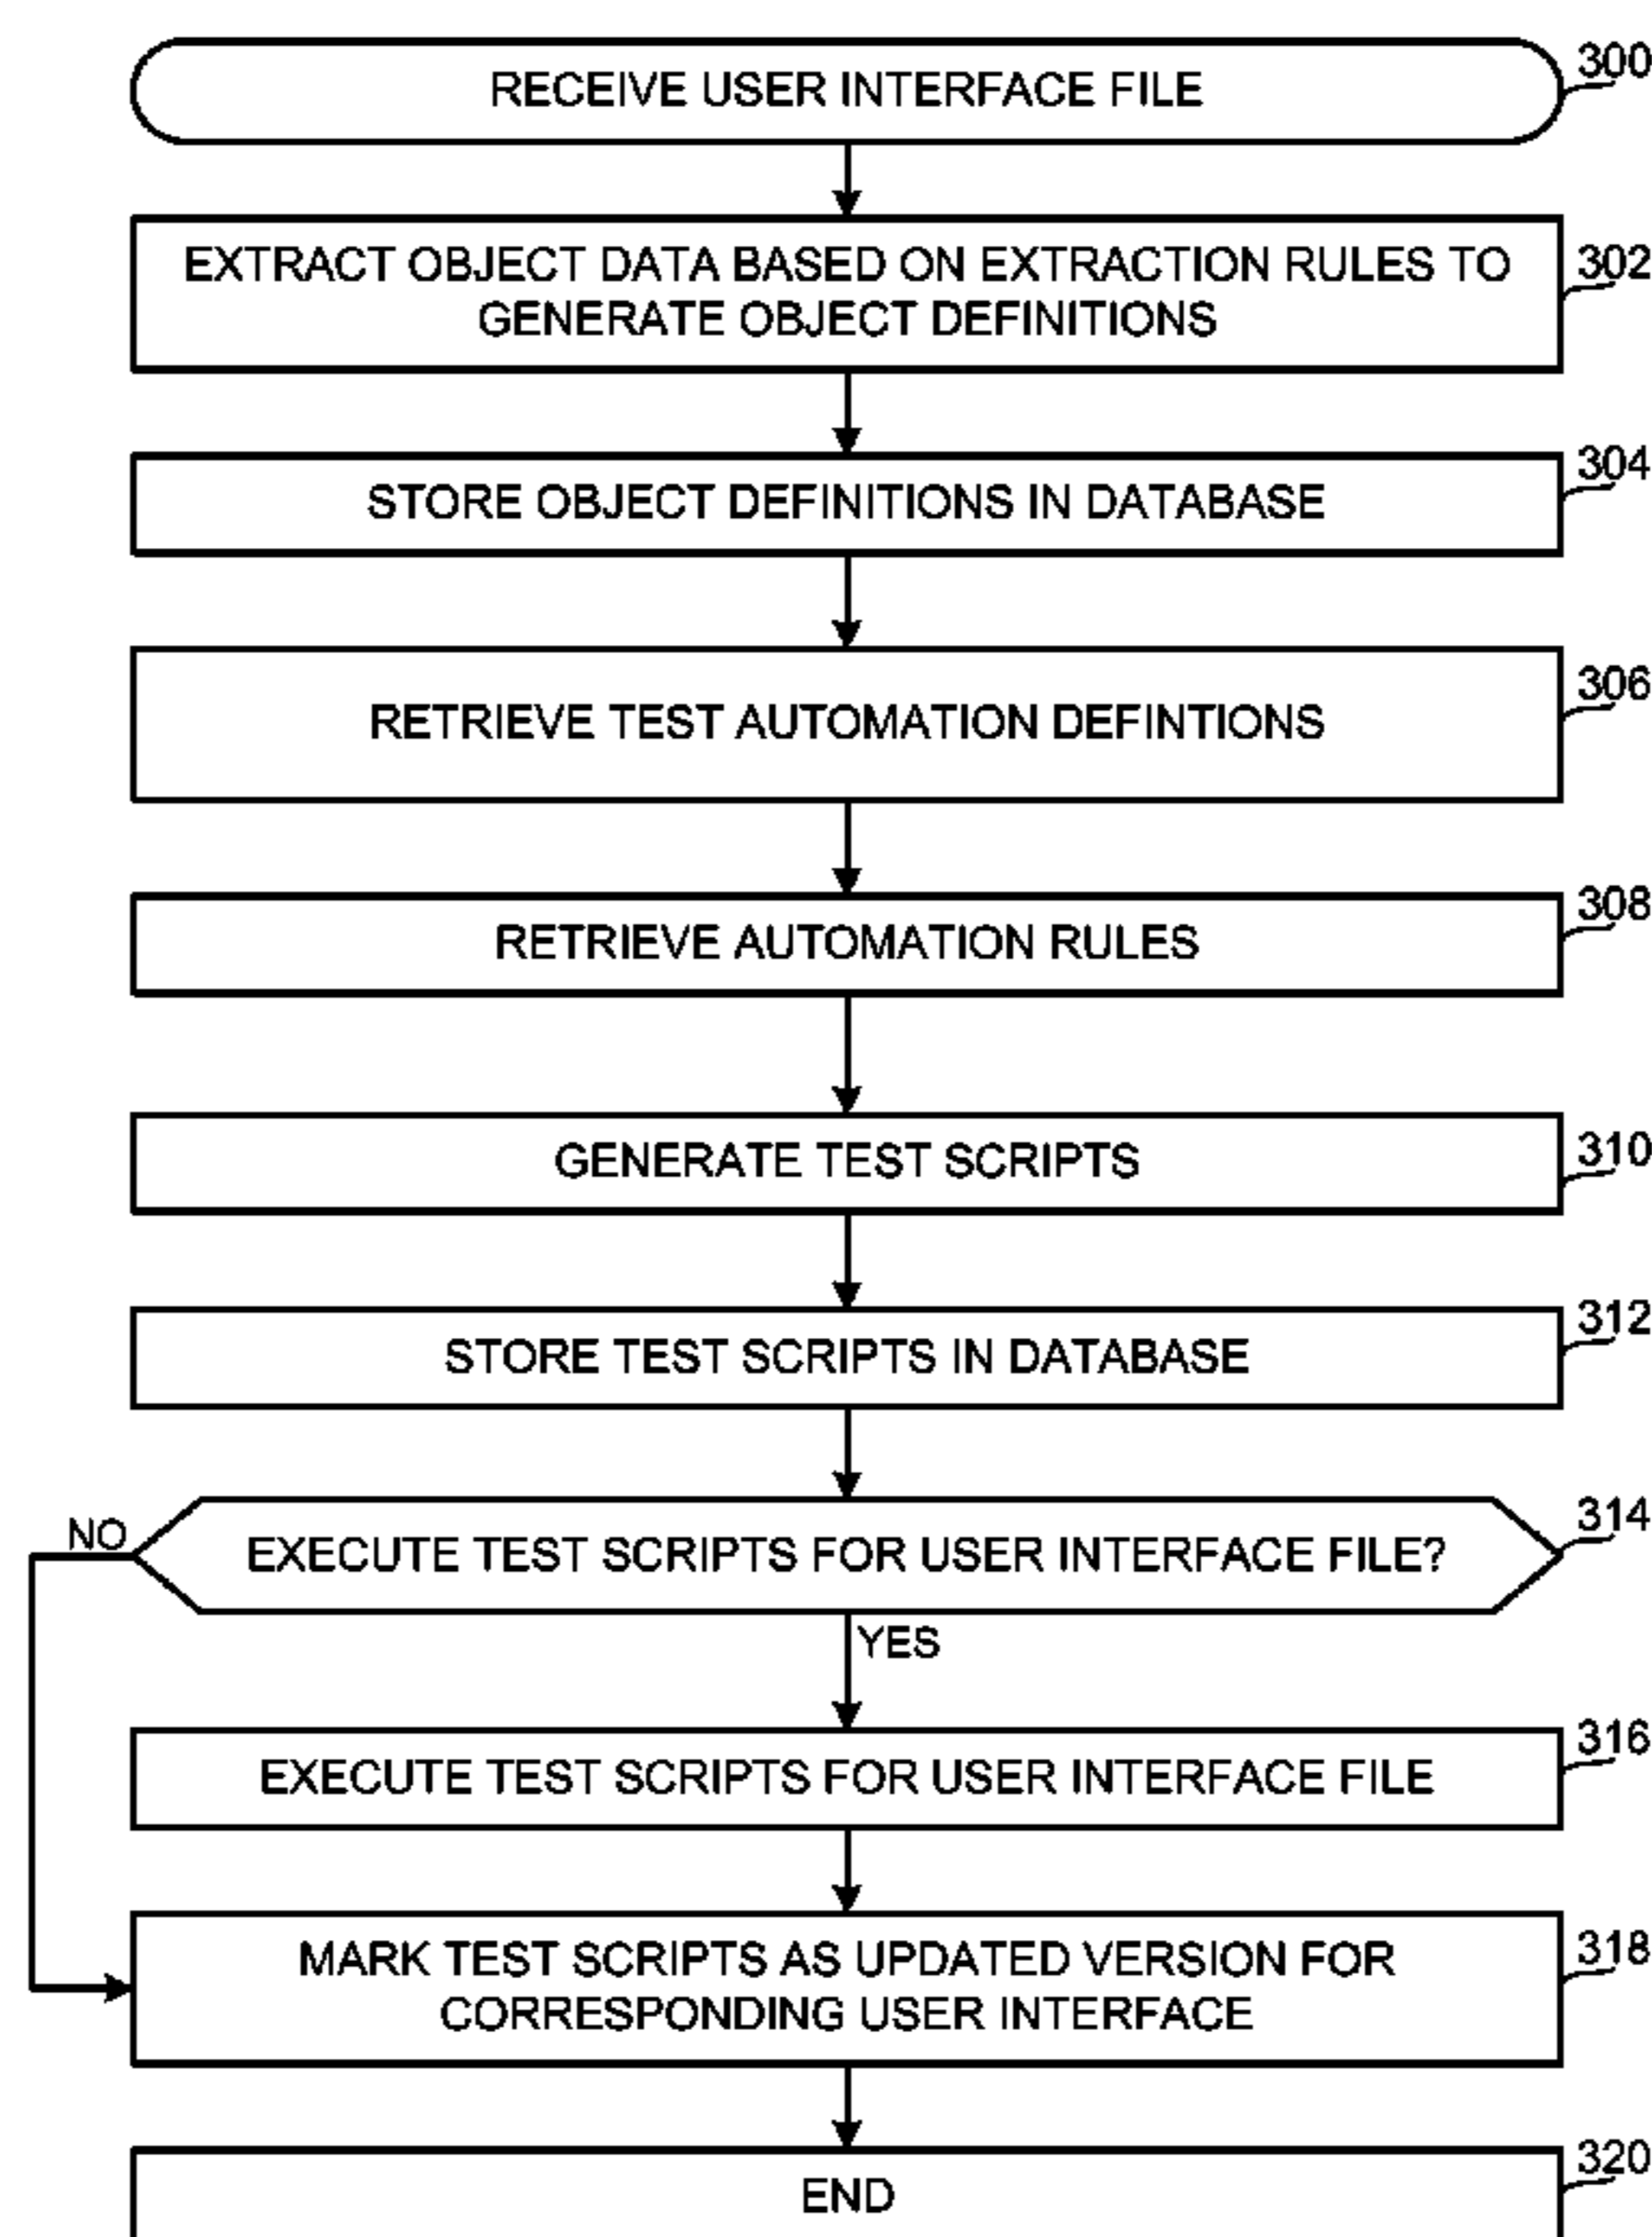 RECEIVE USER INTERFACE FILE
300
EXTRACT OBJECT DATA BASED ON EXTRACTION RULES TO
GENERATE OBJECT DEFINITIONS
302
STORE OBJECT DEFINITIONS IN DATABASE
304
RETRIEVE TEST AUTOMATION DEFINTIONS
306
RETRIEVE AUTOMATION RULES
308
GENERATE TEST SCRIPTS
310
STORE TEST SCRIPTS IN DATABASE
312
NO
EXECUTE TEST SCRIPTS FOR USER INTERFACE FILE?
314
YES
EXECUTE TEST SCRIPTS FOR USER INTERFACE FILE
316
MARK TEST SCRIPTS AS UPDATED VERSION FOR
CORRESPONDING USER INTERFACE
318
END
320